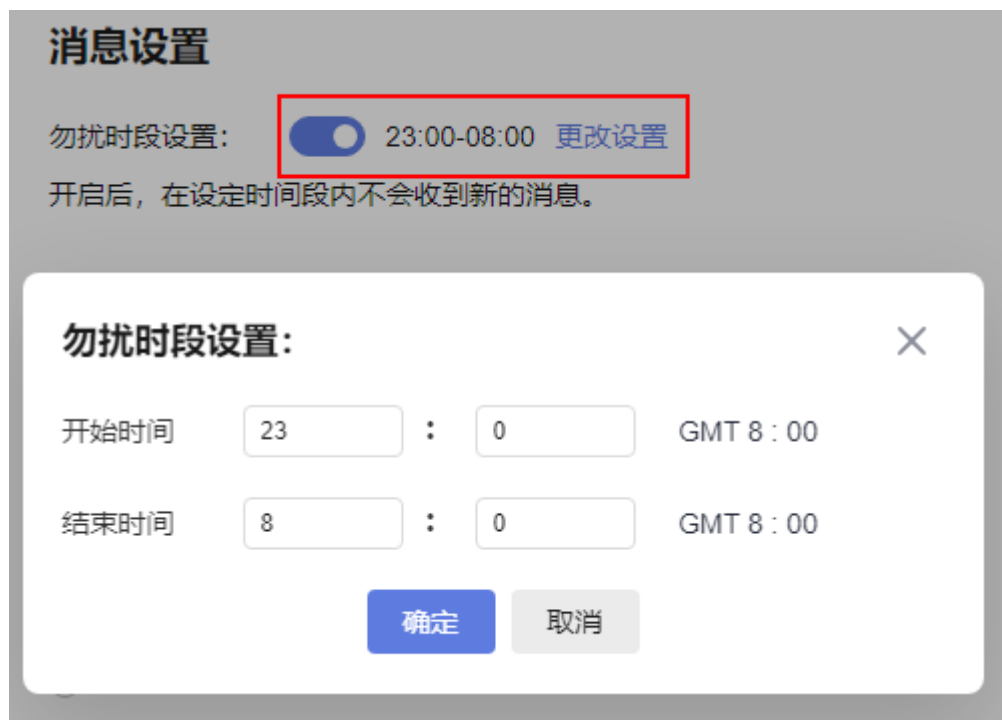 消息设置
勿扰时段设置： 23:00-08:00 更改设置
开启后，在设定时间段内不会收到新的消息。
勿扰时段设置：
开始时间 23 : 0 GMT 8 : 00
结束时间 8 : 0 GMT 8 : 00
确定 取消